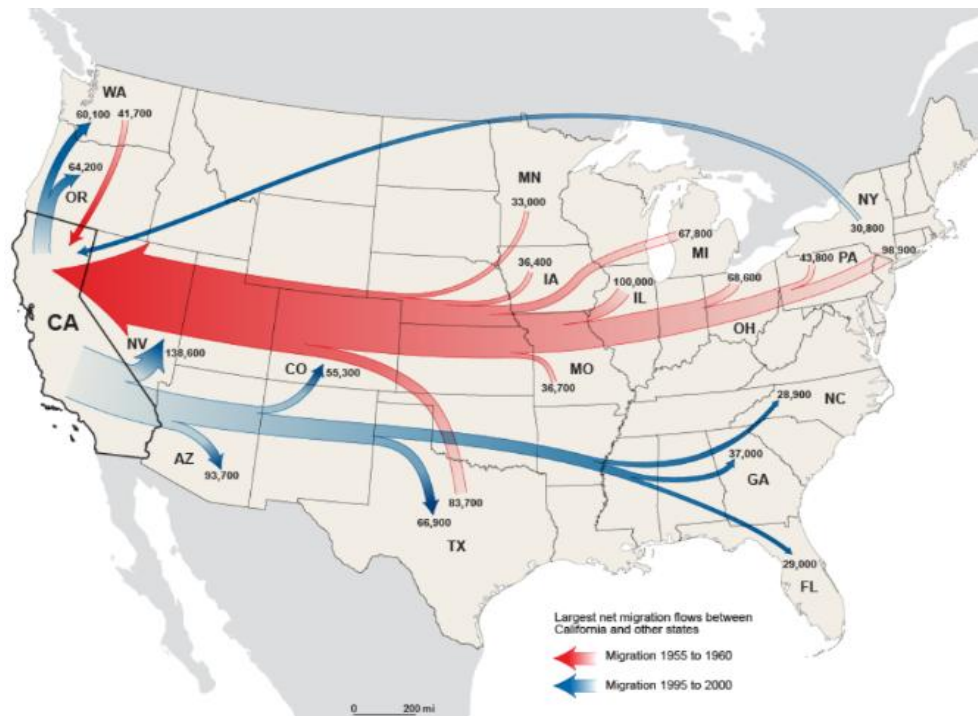 WA
60,100 41,700
64,200
OR
MN
33,000
NY
30,800
67,800
MI
98,900
PA
43,800
36,400
IA
100,000
IL
68,600
OH
CA
NV
138,600
CO
55,300
MO
36,700
28,900
NC
AZ
93,700
37,000
GA
83,700
66,900
TX
29,000
FL
Largest net migration flows between
California and other states
Migration 1955 to 1960
Migration 1995 to 2000
0 200 mi